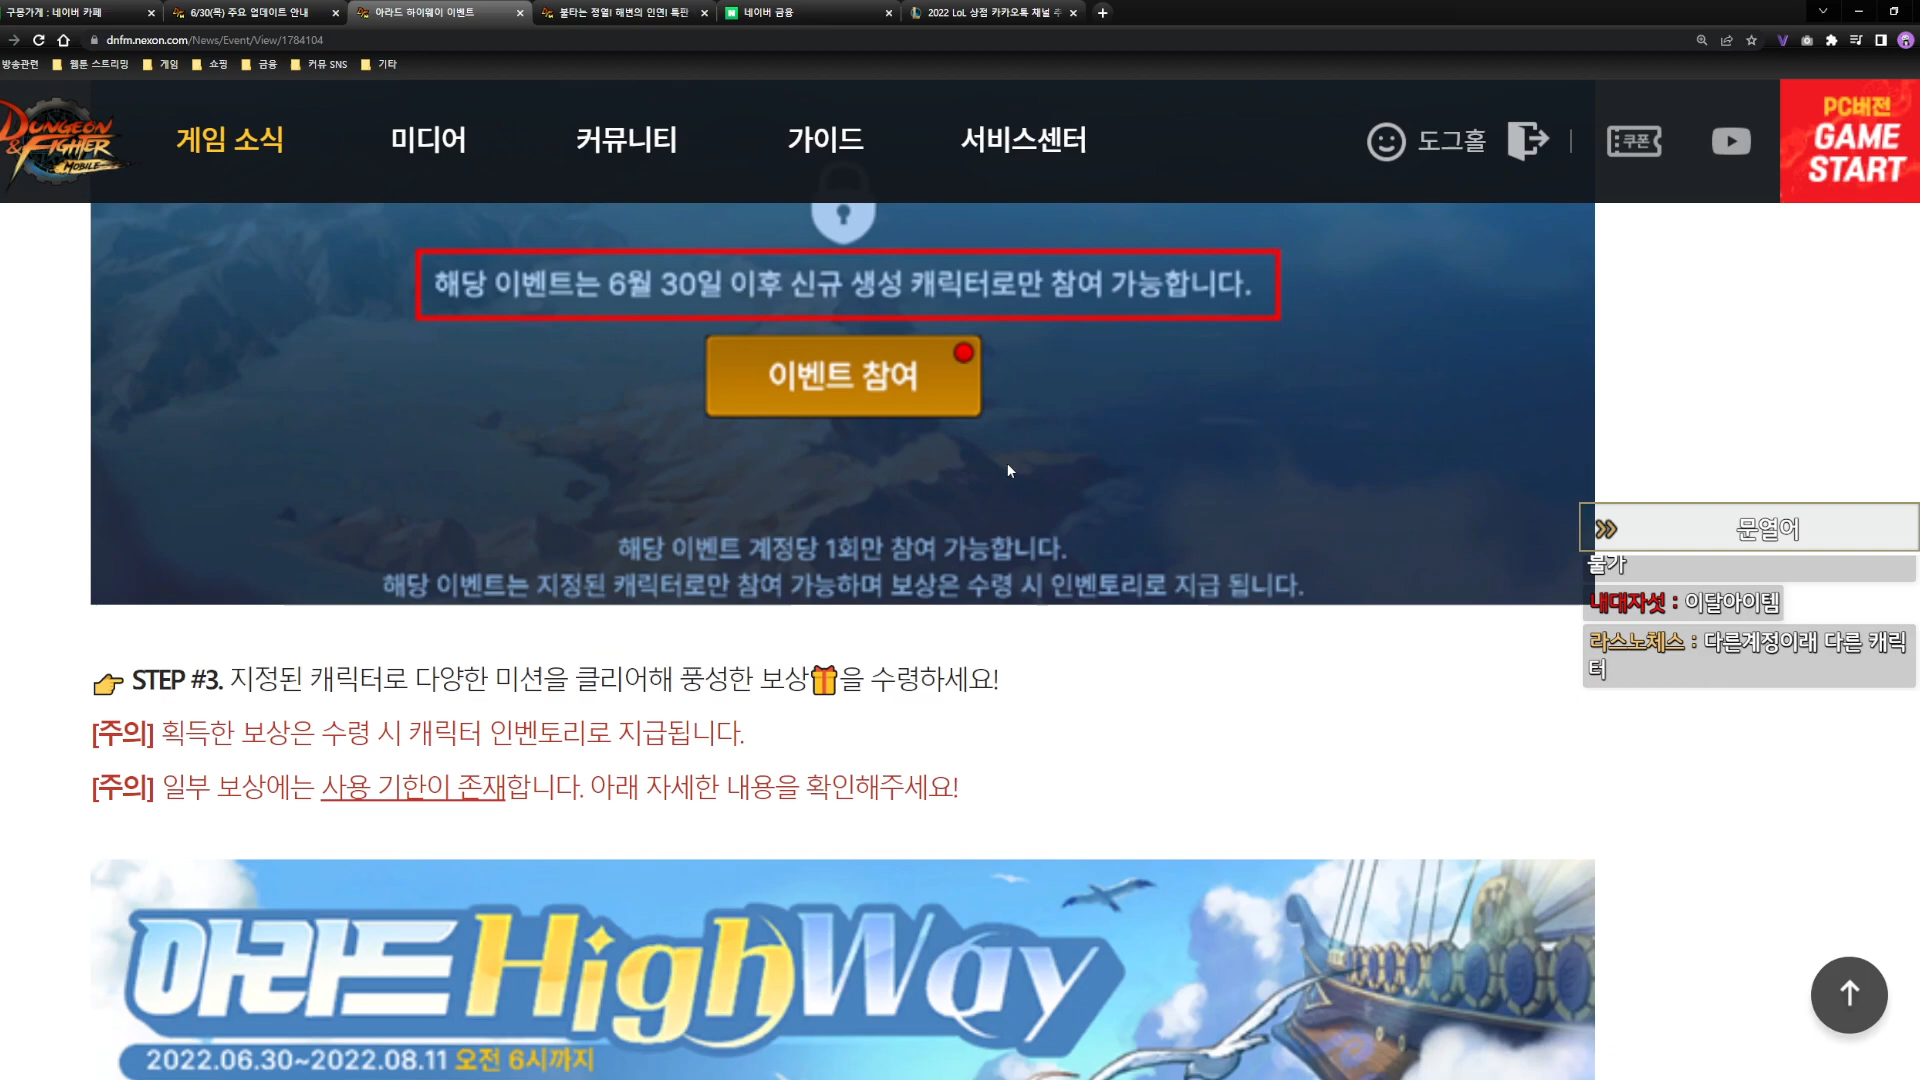 구뭉가게 : 네이버 카페
6/30(목) 주요 업데이트 안내
아라드 하이웨이 이벤트
불타는 정열! 해변의 인연! 특판
네이버 금융
2022 LoL 상점 카카오톡 채널 추
dnfm.nexon.com/News/Event/View/1784104
방송관련
웹툰 스트리밍
게임
쇼핑
금융
커뮤 SNS
기타
DUNGEON & FIGHTER MOBILE
게임 소식
미디어
커뮤니티
가이드
서비스센터
도그홀
쿠폰
PC버전
GAME
START
해당 이벤트는 6월 30일 이후 신규 생성 캐릭터로만 참여 가능합니다.
이벤트 참여
해당 이벤트 계정당 1회만 참여 가능합니다.
해당 이벤트는 지정된 캐릭터로만 참여 가능하며 보상은 수령 시 인벤토리로 지급 됩니다.
문열어
불가
내대자섯 : 이달아이템
라스노체스 : 다른계정이래 다른 캐릭
터
STEP #3. 지정된 캐릭터로 다양한 미션을 클리어해 풍성한 보상🎁을 수령하세요!
[주의] 획득한 보상은 수령 시 캐릭터 인벤토리로 지급됩니다.
[주의] 일부 보상에는 사용 기한이 존재합니다. 아래 자세한 내용을 확인해주세요!
아라드 HighWay
2022.06.30~2022.08.11 오전 6시까지